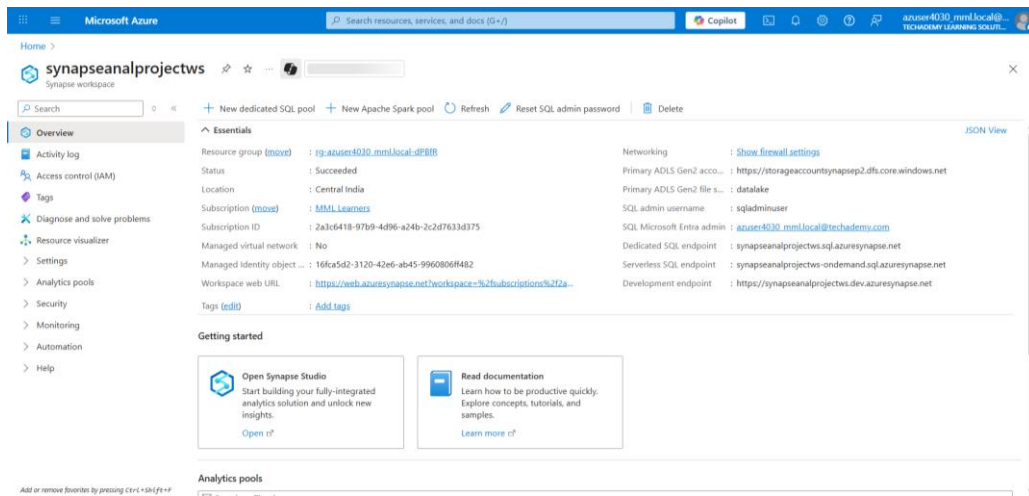 Microsoft Azure
Search resources, services, and docs (G+/)
Copilot
azuser4030_mml.local@...
TECHADEMY LEARNING SOLUTI...
Home >
synapseanalprojectws
Synapse workspace
Search
New dedicated SQL pool
New Apache Spark pool
Refresh
Reset SQL admin password
Delete
Overview
Activity log
Access control (IAM)
Tags
Diagnose and solve problems
Resource visualizer
Settings
Analytics pools
Security
Monitoring
Automation
Help
Essentials
JSON View
Resource group (move) : rg-azuser4030_mml.local-dPBfR
Status : Succeeded
Location : Central India
Subscription (move) : MML Learners
Subscription ID : 2a3c6418-97b9-4d96-a24b-2c2d7633d375
Managed virtual network : No
Managed Identity object ... : 16fca5d2-3120-42e6-ab45-9960806ff482
Workspace web URL : https://web.azuresynapse.net?workspace=%2fsubscriptions%2f2a...
Tags (edit) : Add tags
Networking : Show firewall settings
Primary ADLS Gen2 acco... : https://storageaccountsynapsep2.dfs.core.windows.net
Primary ADLS Gen2 file s... : datalake
SQL admin username : sqladminuser
SQL Microsoft Entra admin : azuser4030_mml.local@techademy.com
Dedicated SQL endpoint : synapseanalprojectws.sql.azuresynapse.net
Serverless SQL endpoint : synapseanalprojectws-ondemand.sql.azuresynapse.net
Development endpoint : https://synapseanalprojectws.dev.azuresynapse.net
Getting started
Open Synapse Studio
Start building your fully-integrated
analytics solution and unlock new
insights.
Open
Read documentation
Learn how to be productive quickly.
Explore concepts, tutorials, and
samples.
Learn more
Analytics pools
Add or remove favorites by pressing Ctrl+Shift+F